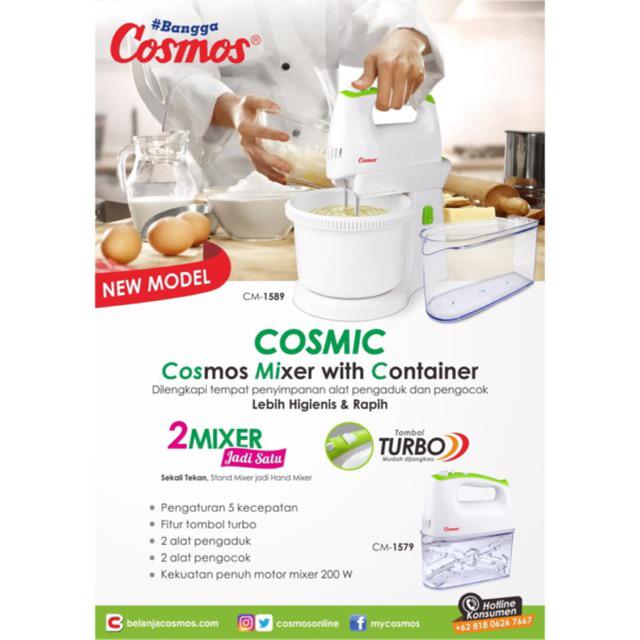 #Bangga
Cosmos®
Cosmos
NEW MODEL
CM-1589
COSMIC
Cosmos Mixer with Container
Dilengkapi tempat penyimpanan alat pengaduk dan pengocok
Lebih Higienis & Rapih
2 MIXER
Jadi Satu
Sekali Tekan, Stand Mixer jadi Hand Mixer
Tombol
TURBO
Mudah dijangkau
• Pengaturan 5 kecepatan
• Fitur tombol turbo
• 2 alat pengaduk
• 2 alat pengocok
• Kekuatan penuh motor mixer 200 W
CM-1579
Cosmos
belanjacosmos.com
cosmosonline
mycosmos
Hotline
Konsumen
+62 818 0626 7667